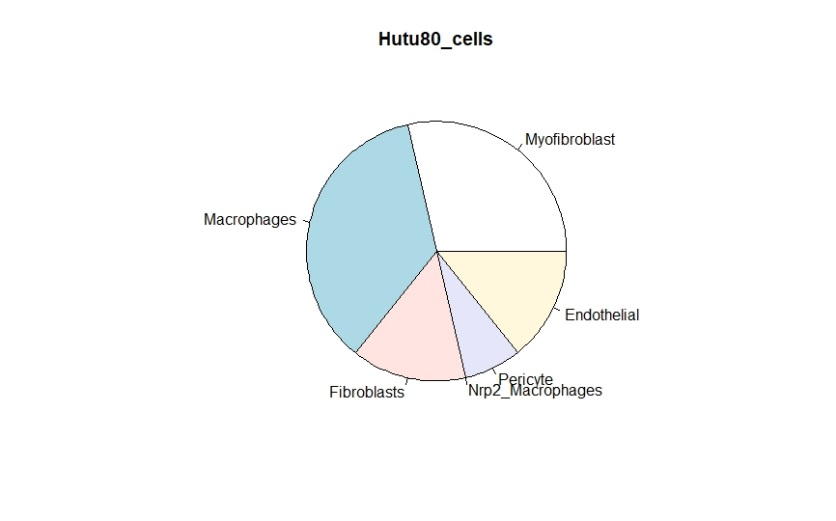 Hutu80_cells
Myofibroblast
Macrophages
Endothelial
Pericyte
Fibroblasts
Nrp2_Macrophages